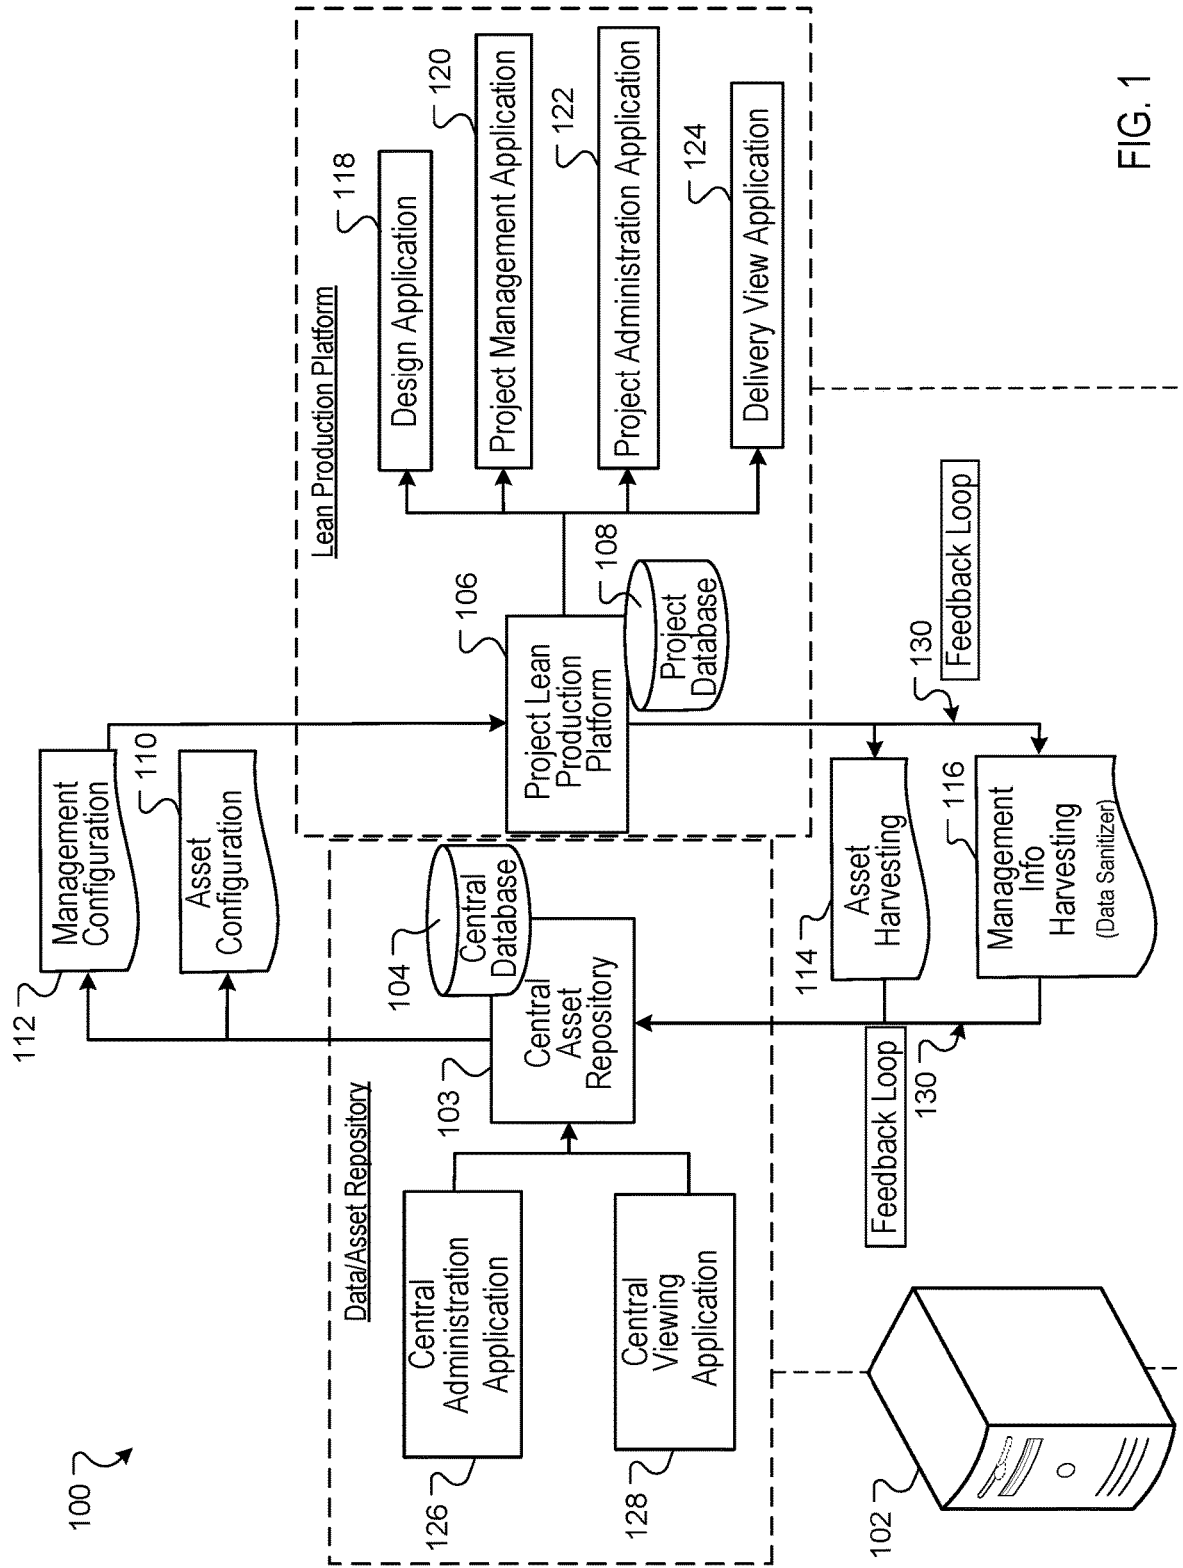 100
112
Management
Configuration
110
Asset
Configuration
Data/Asset Repository
126
Central
Administration
Application
128
Central
Viewing
Application
103
Central
Asset
Repository
104
Central
Database
Lean Production Platform
106
Project Lean
Production
Platform
108
Project
Database
118
Design Application
120
Project Management Application
122
Project Administration Application
124
Delivery View Application
102
Feedback Loop
130
114
Asset
Harvesting
116
Management
Info
Harvesting
(Data Sanitizer)
130
Feedback Loop
FIG. 1